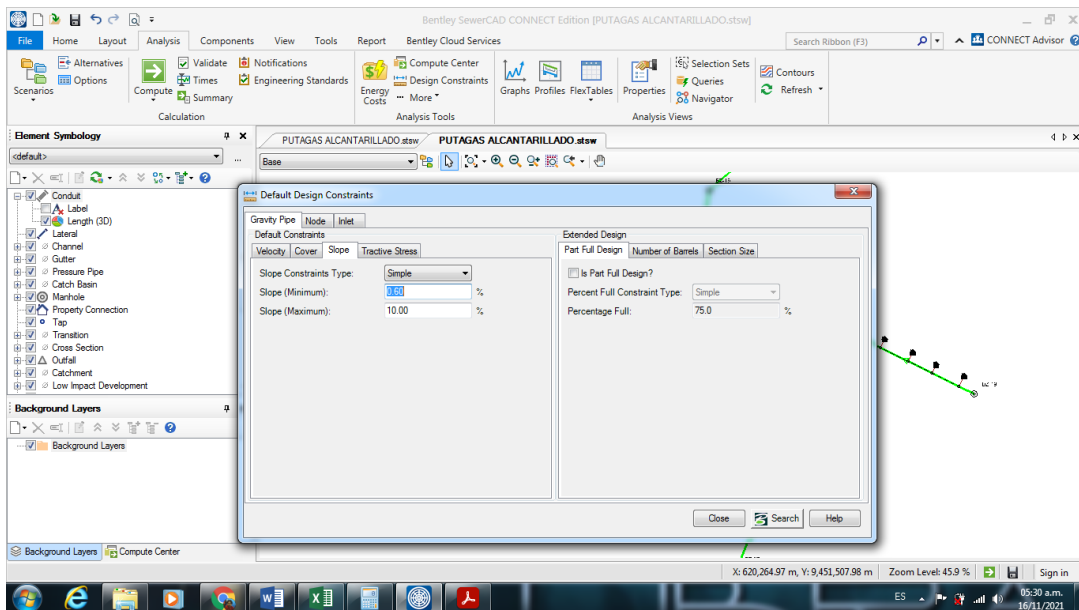 Bentley SewerCAD CONNECT Edition [PUTAGAS ALCANTARILLADO.stsw]
File Home Layout Analysis Components View Tools Report Bentley Cloud Services Search Ribbon (F3) CONNECT Advisor
Scenarios
Alternatives
Options
Compute
Validate
Times
Summary
Notifications
Engineering Standards
Calculation
Energy Costs
Compute Center
Design Constraints
More
Analysis Tools
Graphs Profiles FlexTables
Properties
Selection Sets
Queries
Navigator
Contours
Refresh
Analysis Views
Element Symbology
<default>
...
Conduit
Label
Length (3D)
Lateral
Channel
Gutter
Pressure Pipe
Catch Basin
Manhole
Property Connection
Tap
Transition
Cross Section
Outfall
Catchment
Low Impact Development
Background Layers
Background Layers
Background Layers Compute Center
PUTAGAS ALCANTARILLADO.stsw PUTAGAS ALCANTARILLADO.stsw
Base
Default Design Constraints
Gravity Pipe Node Inlet
Default Constraints
Velocity Cover Slope Tractive Stress
Slope Constraints Type: Simple
Slope (Minimum): 0.60 %
Slope (Maximum): 10.00 %
Extended Design
Part Full Design Number of Barrels Section Size
Is Part Full Design?
Percent Full Constraint Type: Simple
Percentage Full: 75.0 %
Close Search Help
X: 620,264.97 m, Y: 9,451,507.98 m Zoom Level: 45.9 % Sign in
ES 05:30 a.m.
16/11/2021